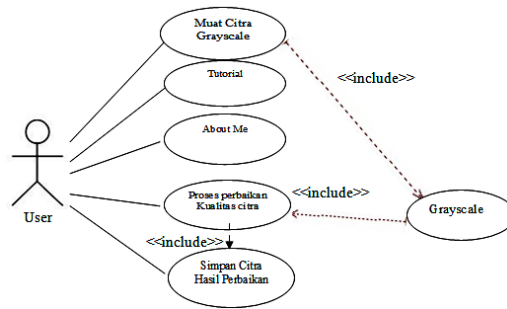 Muat Citra
Grayscale
<<include>>
Tutorial
About Me
User
Proses perbaikan
Kualitas citra
<<include>>
Grayscale
<<include>>
Simpan Citra
Hasil Perbaikan